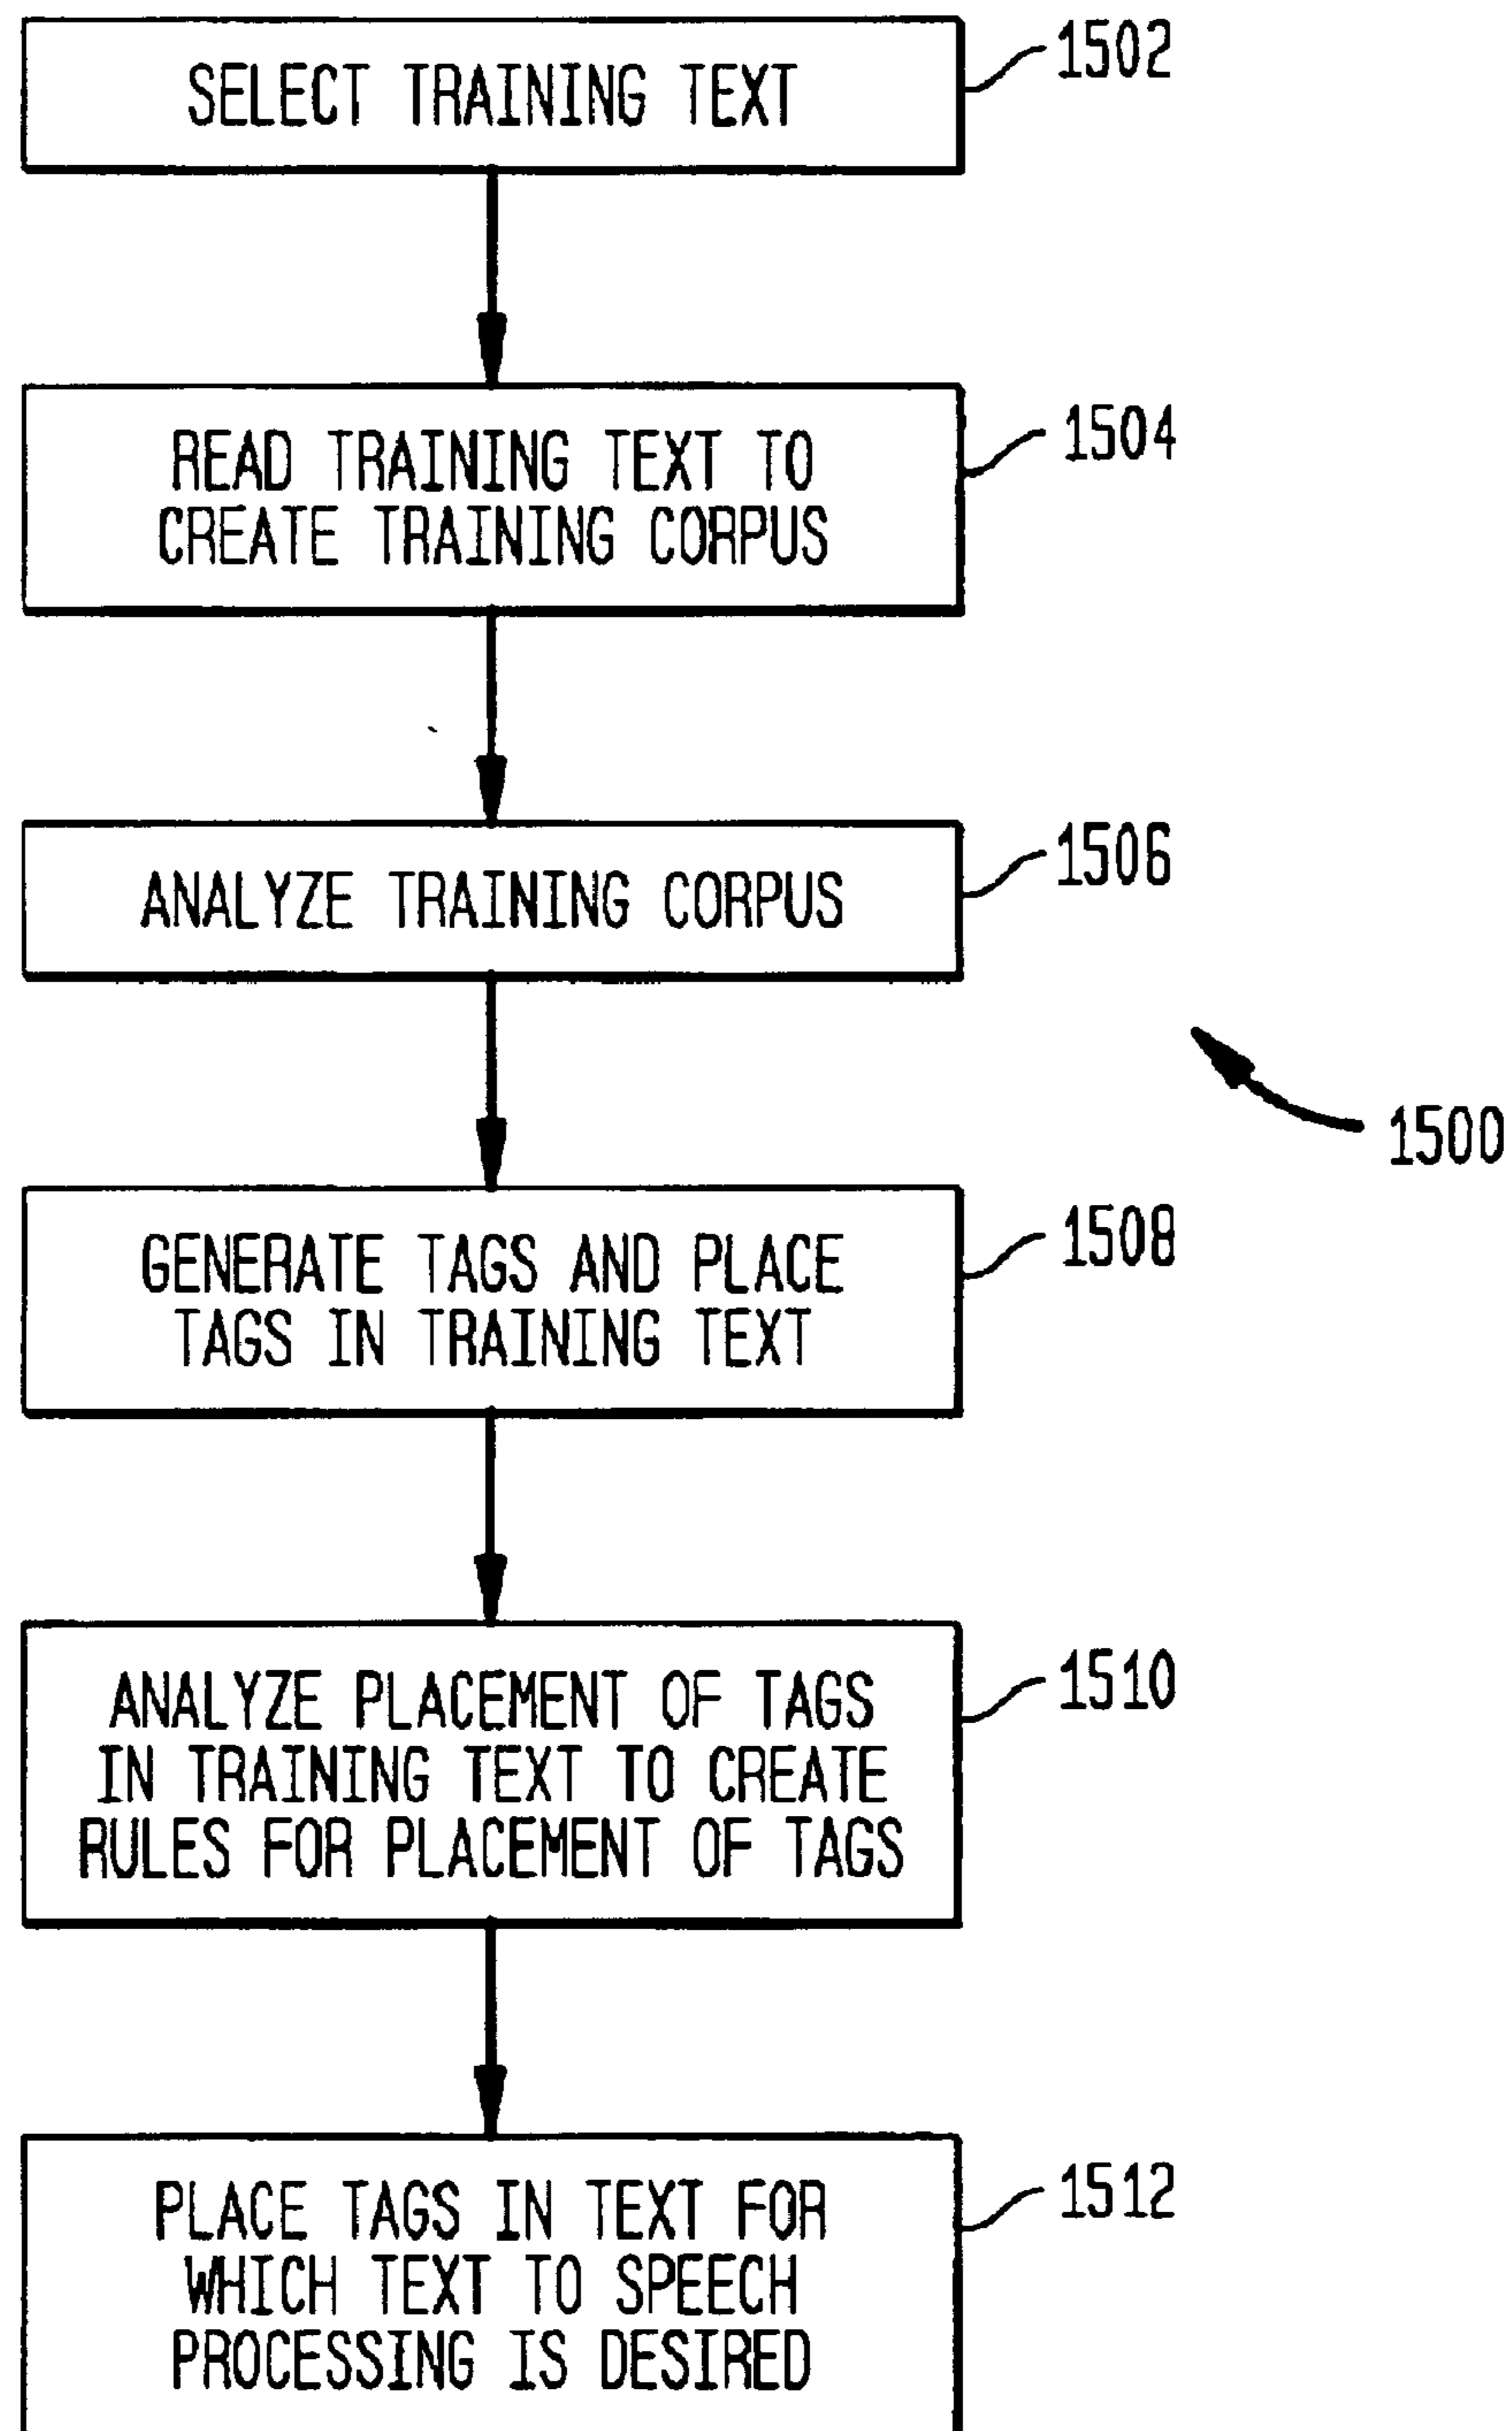 SELECT TRAINING TEXT
1502
READ TRAINING TEXT TO
CREATE TRAINING CORPUS
1504
ANALYZE TRAINING CORPUS
1506
1500
GENERATE TAGS AND PLACE
TAGS IN TRAINING TEXT
1508
ANALYZE PLACEMENT OF TAGS
IN TRAINING TEXT TO CREATE
RULES FOR PLACEMENT OF TAGS
1510
PLACE TAGS IN TEXT FOR
WHICH TEXT TO SPEECH
PROCESSING IS DESIRED
1512